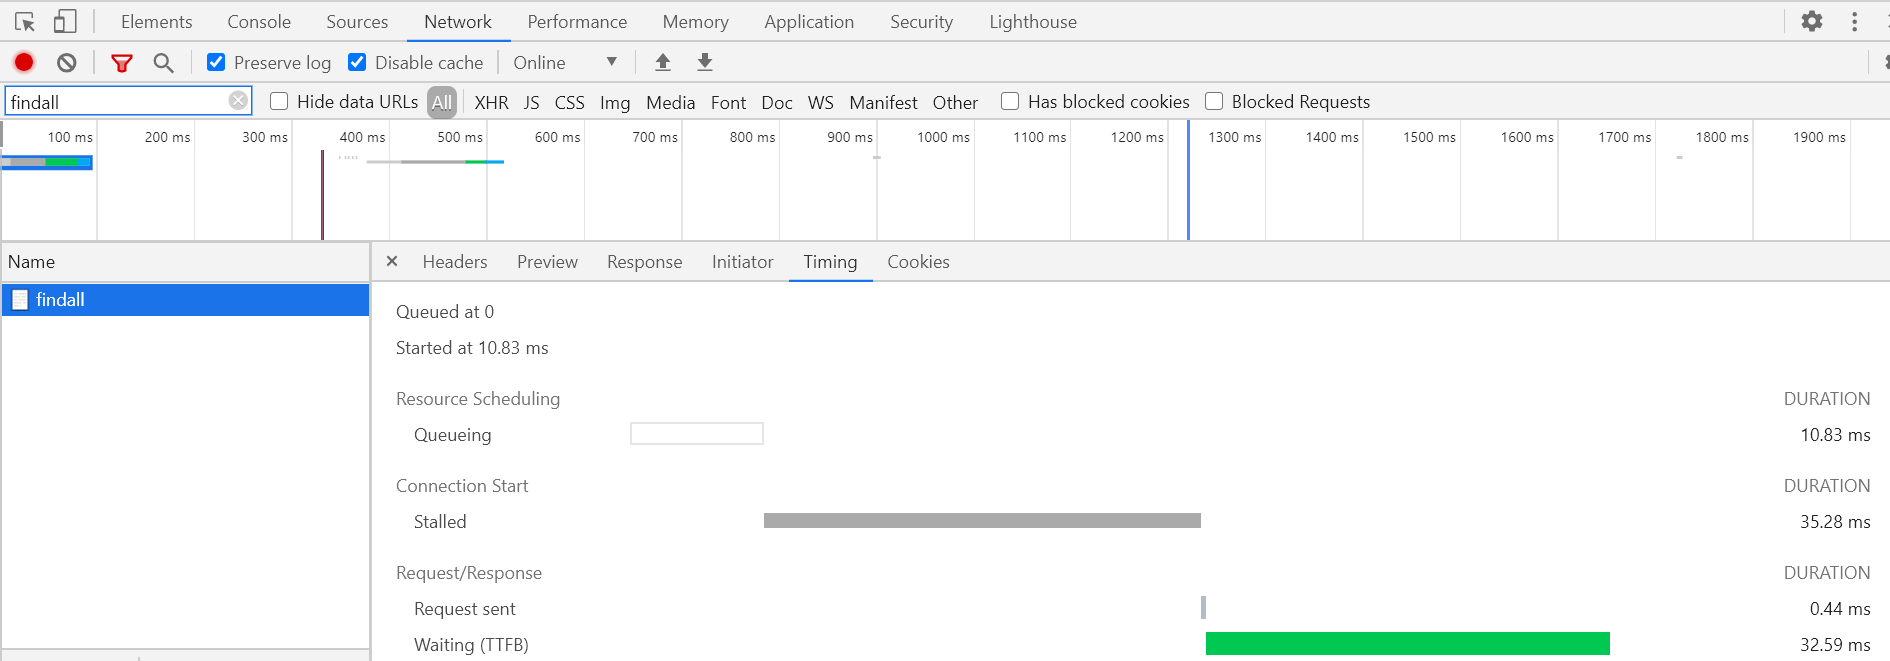 Elements Console Sources Network Performance Memory Application Security Lighthouse
Preserve log Disable cache Online
findall Hide data URLs All XHR JS CSS Img Media Font Doc WS Manifest Other Has blocked cookies Blocked Requests
100 ms 200 ms 300 ms 400 ms 500 ms 600 ms 700 ms 800 ms 900 ms 1000 ms 1100 ms 1200 ms 1300 ms 1400 ms 1500 ms 1600 ms 1700 ms 1800 ms 1900 ms
Name Headers Preview Response Initiator Timing Cookies
findall
Queued at 0
Started at 10.83 ms
Resource Scheduling DURATION
Queueing 10.83 ms
Connection Start DURATION
Stalled 35.28 ms
Request/Response DURATION
Request sent 0.44 ms
Waiting (TTFB) 32.59 ms